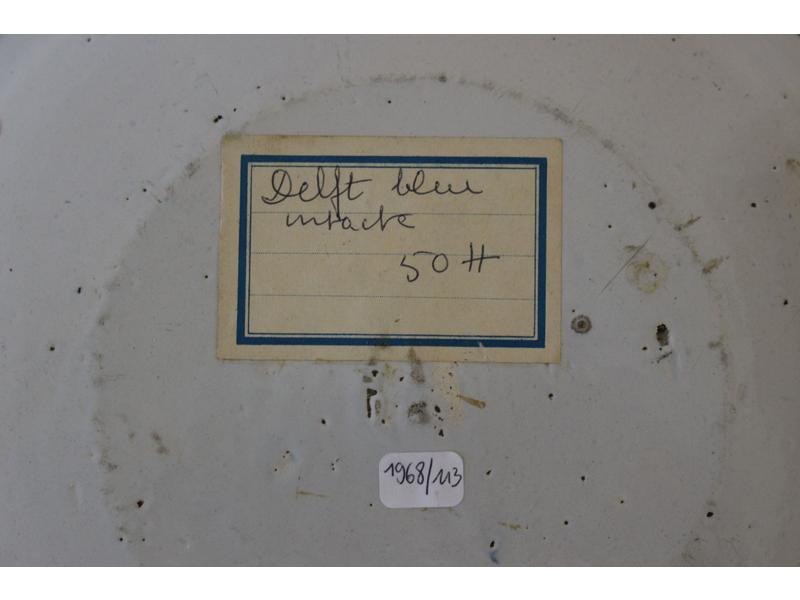 Delft bleu
intacte
50 #
1968/113